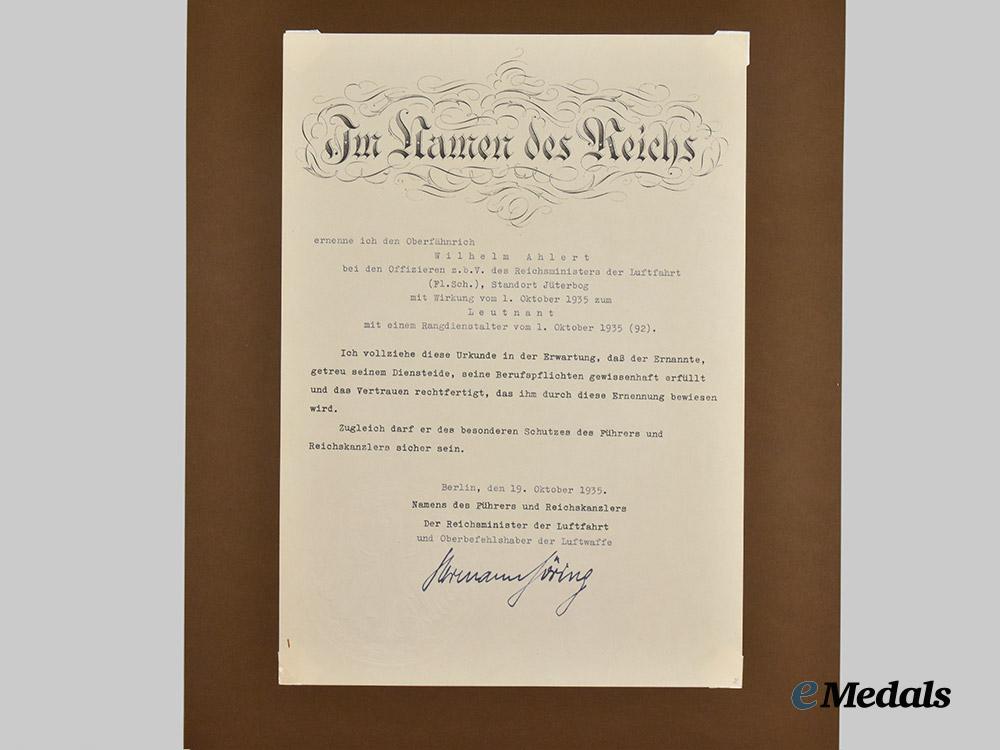 Im Namen des Reichs
ernenne ich den Oberfähnrich
Wilhelm Ahlert
bei den Offizieren z.b.V. des Reichsministers der Luftfahrt
(Fl.Sch.), Standort Jüterbog
mit Wirkung vom 1. Oktober 1935 zum
Leutnant
mit einem Rangdienstalter vom 1. Oktober 1935 (92).
Ich vollziehe diese Urkunde in der Erwartung, daß der Ernannte,
getreu seinem Diensteide, seine Berufspflichten gewissenhaft erfüllt
und das Vertrauen rechtfertigt, das ihm durch diese Ernennung bewiesen
wird.
Zugleich darf er des besonderen Schutzes des Führers und
Reichskanzlers sicher sein.
Berlin, den 19. Oktober 1935.
Namens des Führers und Reichskanzlers
Der Reichsminister der Luftfahrt
und Oberbefehlshaber der Luftwaffe
Hermann Göring
eMedals